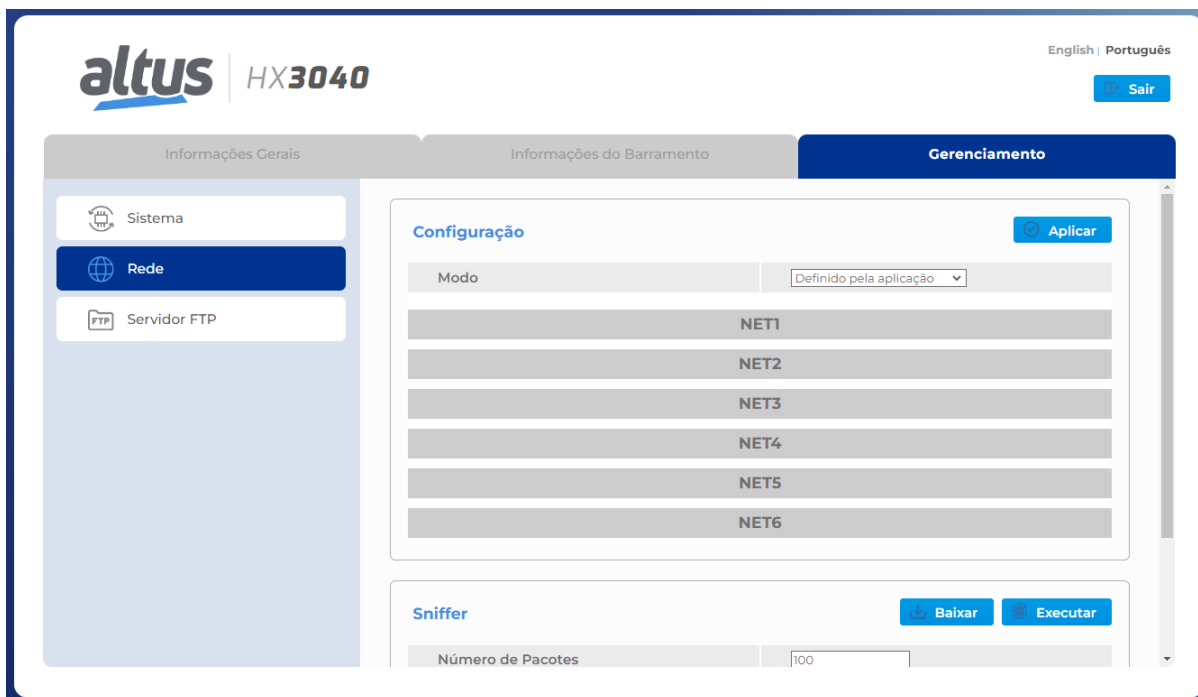 English | Português
altus | HX3040
Sair
Informações Gerais
Informações do Barramento
Gerenciamento
Sistema
Rede
FTP Servidor FTP
Configuração
Aplicar
Modo
Definido pela aplicação
NET1
NET2
NET3
NET4
NET5
NET6
Sniffer
Baixar
Executar
Número de Pacotes
100